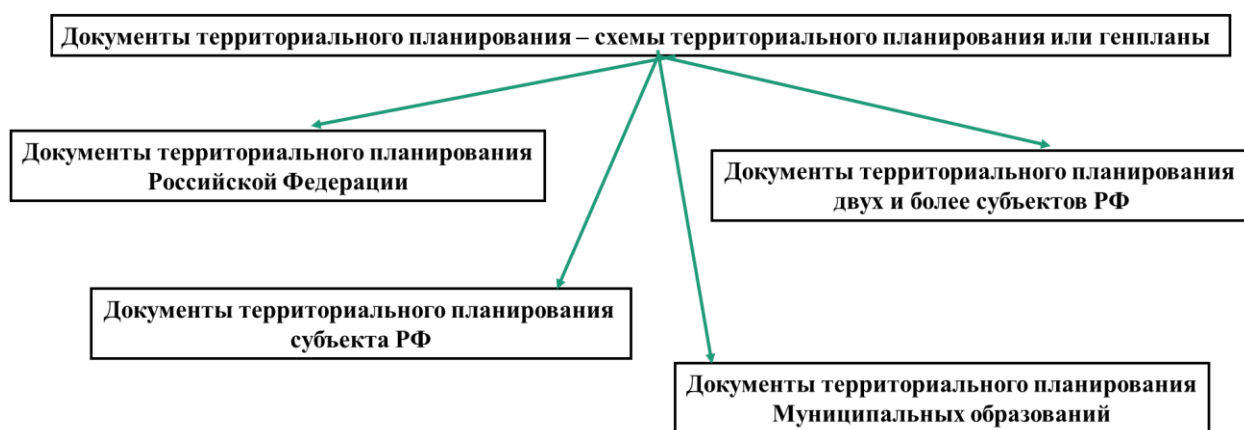 Документы территориального планирования – схемы территориального планирования или генпланы
Документы территориального планирования
Российской Федерации
Документы территориального планирования
двух и более субъектов РФ
Документы территориального планирования
субъекта РФ
Документы территориального планирования
Муниципальных образований